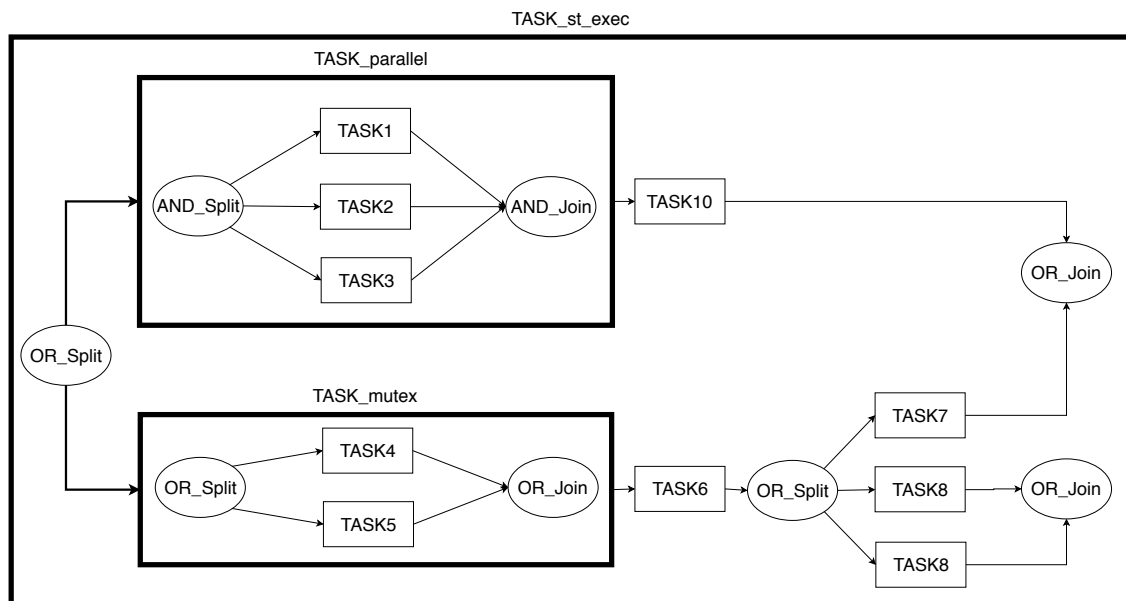 TASK_st_exec
TASK_parallel
TASK1
AND_Split
TASK2
AND_Join
TASK10
TASK3
OR_Join
OR_Split
TASK_mutex
TASK4
TASK7
OR_Split
OR_Join
TASK6
OR_Split
TASK8
OR_Join
TASK5
TASK8